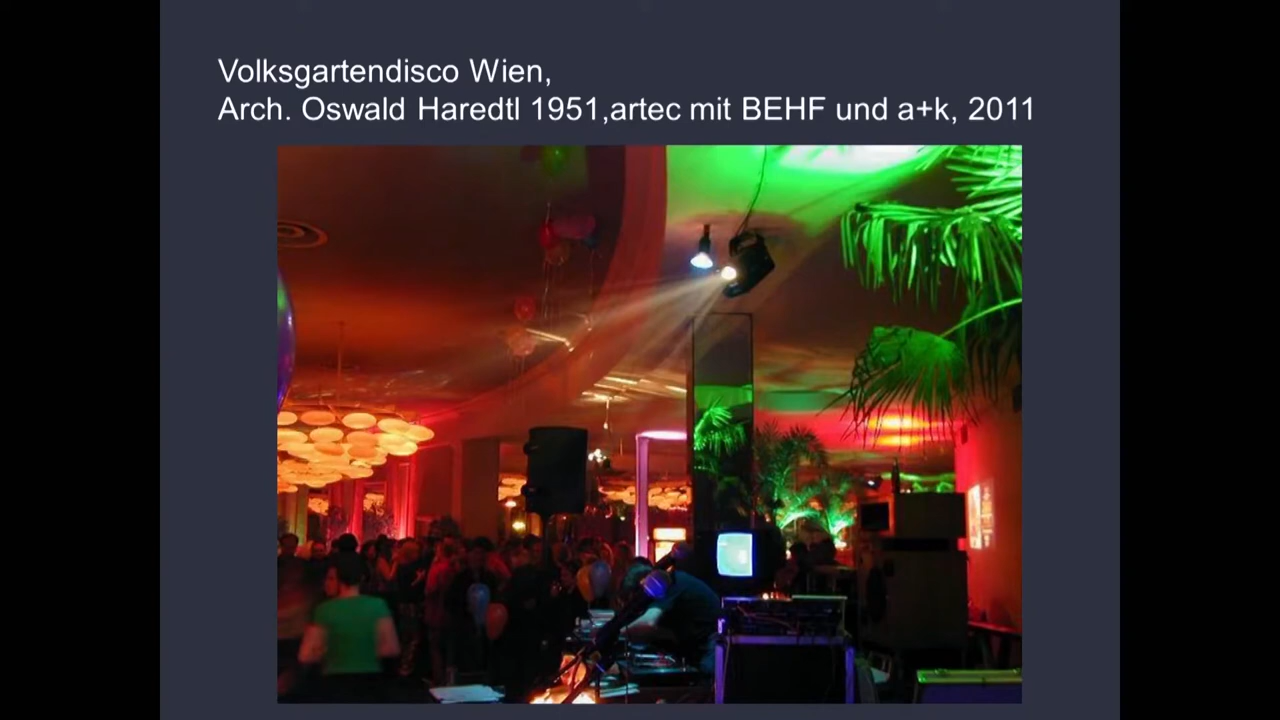 Volksgartendisco Wien,
Arch. Oswald Haredtl 1951,artec mit BEHF und a+k, 2011